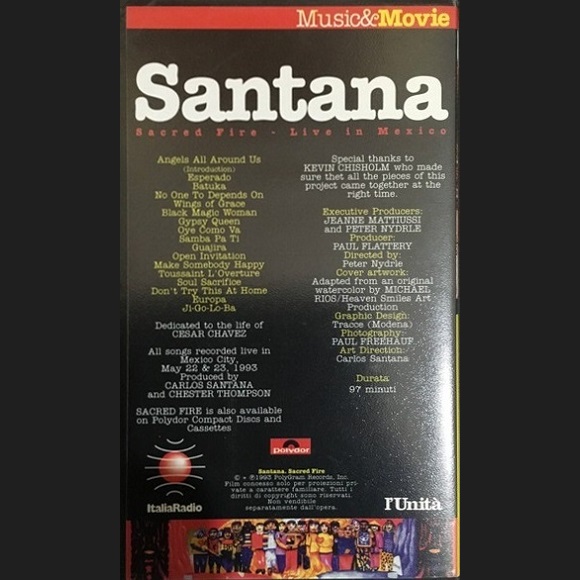 Music&Movie
Santana
Sacred Fire - Live in Mexico
Angels All Around Us
(Introduction)
Esperado
Batuka
No One To Depends On
Wings of Grace
Black Magic Woman
Gypsy Queen
Oye Como Va
Samba Pa Ti
Guajira
Open Invitation
Make Somebody Happy
Toussaint L'Overture
Soul Sacrifice
Don't Try This At Home
Europa
Ji-Go-Lo-Ba
Dedicated to the life of
CESAR CHAVEZ
All songs recorded live in
Mexico City,
May 22 & 23, 1993
Produced by
CARLOS SANTANA
and CHESTER THOMPSON
SACRED FIRE is also available
on Polydor Compact Discs and
Cassettes
Special thanks to
KEVIN CHISHOLM who made
sure thet all the pieces of this
project came together at the
right time.
Executive Producers:
JEANNE MATTIUSSI
and PETER NYDRLE
Producer:
PAUL FLATTERY
Directed by:
Peter Nydrle
Cover artwork:
Adapted from an original
watercolor by MICHAEL
RIOS/Heaven Smiles Art
Production
Graphic Design:
Tracce (Modena)
Photography:
PAUL FREEHAUF
Art Direction:
Carlos Santana
Durata:
97 minuti
polydor
Santana. Sacred Fire
© + ℗1993 PolyGram Records, Inc.
Film concesso solo per proiezioni pri-
vate a carattere familiare. Tutti i
diritti di copyright sono riservati.
Non vendibile
separatamente dall'opera.
ItaliaRadio
l'Unità